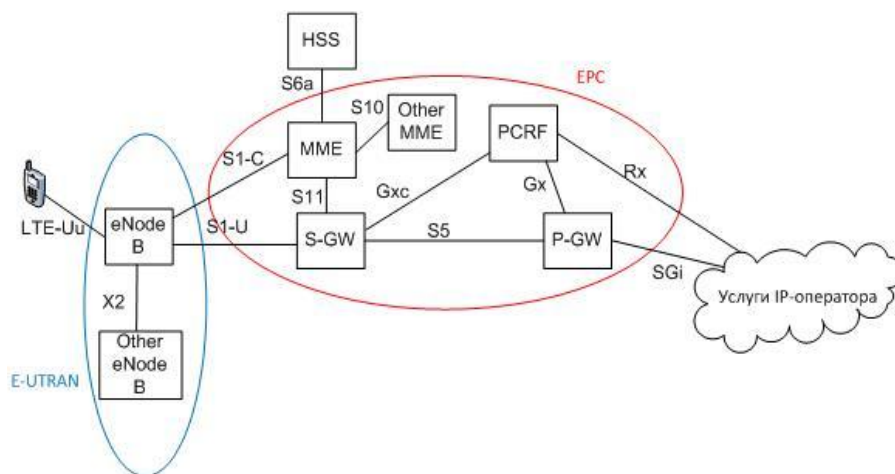 HSS
EPC
S6a
S10
Other
MME
MME
PCRF
S1-C
Rx
S11
Gxc
Gx
LTE-Uu
eNode
B
S1-U
S-GW
S5
P-GW
SGi
Услуги IP-оператора
X2
Other
eNode
B
E-UTRAN